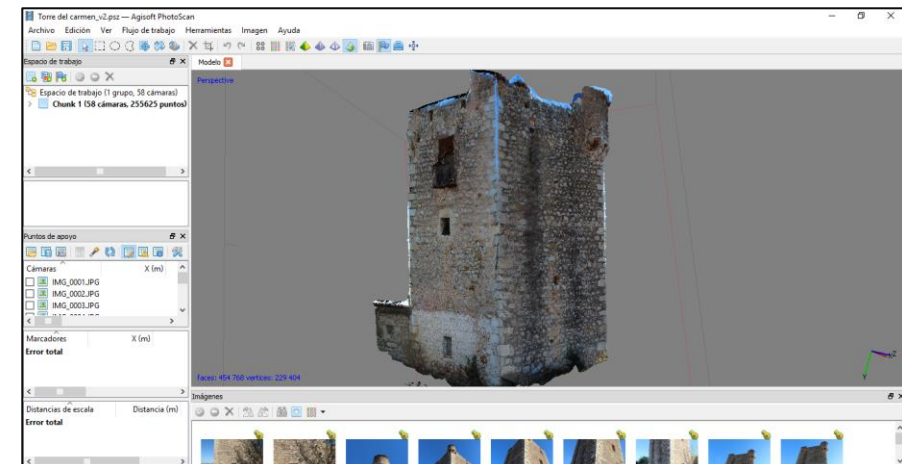 Torre del carmen_v2.psz — Agisoft PhotoScan
Archivo Edición Ver Flujo de trabajo Herramientas Imagen Ayuda
Espacio de trabajo
Modelo
Perspective
Espacio de trabajo (1 grupo, 58 cámaras)
Chunk 1 (58 cámaras, 255625 puntos)
Puntos de apoyo
Cámaras X (m)
IMG_0001.JPG
IMG_0002.JPG
IMG_0003.JPG
Marcadores X (m)
Error total
faces: 454 768 vertices: 229 404
Y
Z
Imágenes
Distancias de escala Distancia (m)
Error total